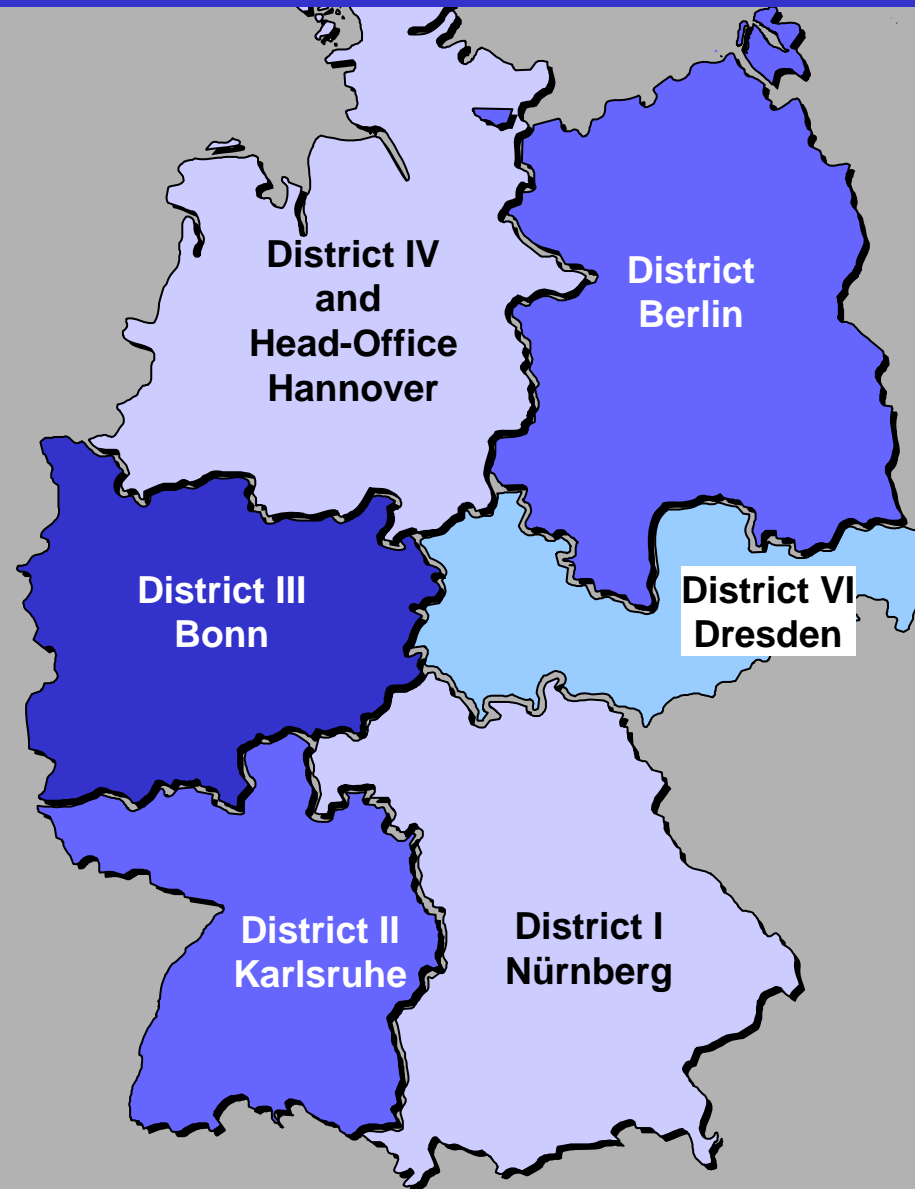 District IV
and
Head-Office
Hannover
District
Berlin
District III
Bonn
District VI
Dresden
District II
Karlsruhe
District I
Nürnberg